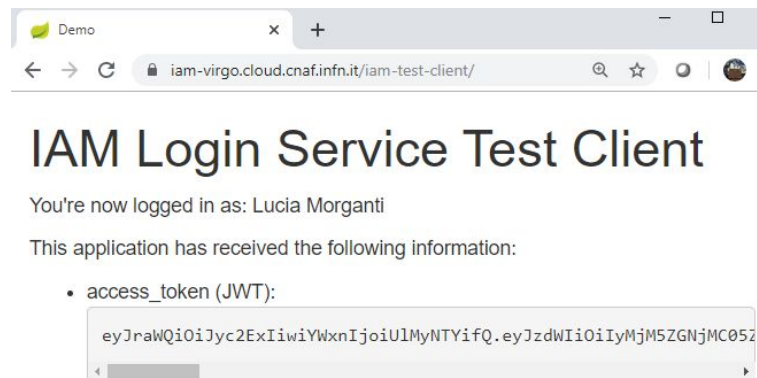 Demo
iam-virgo.cloud.cnaf.infn.it/iam-test-client/
IAM Login Service Test Client
You're now logged in as: Lucia Morganti
This application has received the following information:
• access_token (JWT):
eyJraWQiOiJyc2ExIiwiYWxnIjoiUlMyNTYifQ.eyJzdWIiOiIyMjM5ZGNjMC05Z